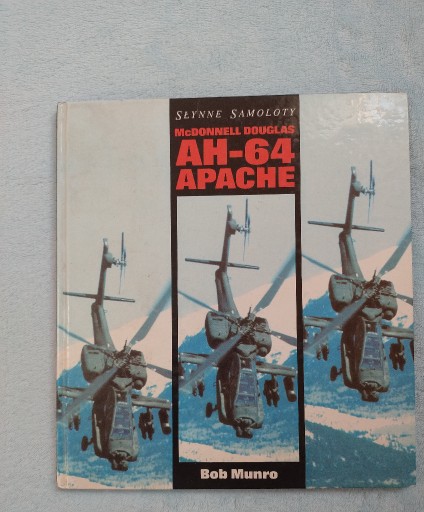 SŁYNNE SAMOLOTY
MCDONNELL DOUGLAS
AH-64
APACHE
Bob Munro